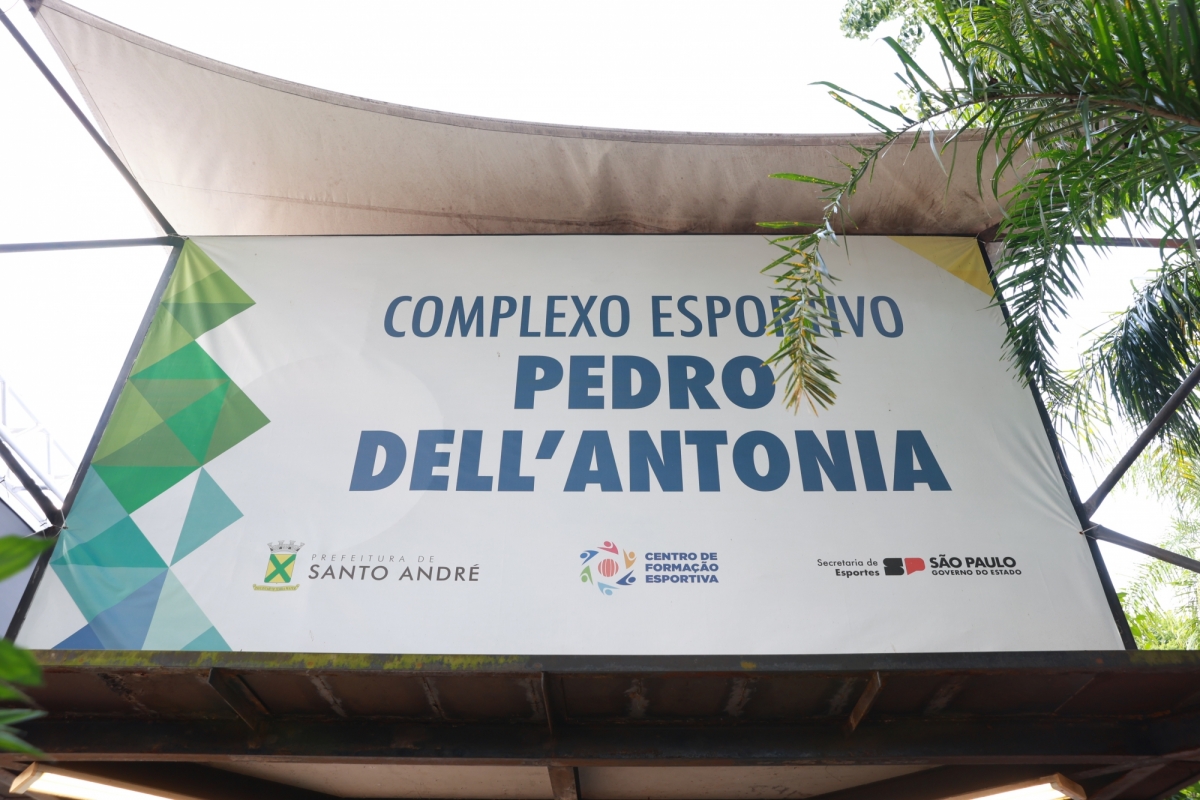 COMPLEXO ESPORTIVO
PEDRO
DELL'ANTONIA
PREFEITURA DE
SANTO ANDRÉ
CENTRO DE
FORMAÇÃO
ESPORTIVA
Secretaria de
Esportes
SP
SÃO PAULO
GOVERNO DO ESTADO